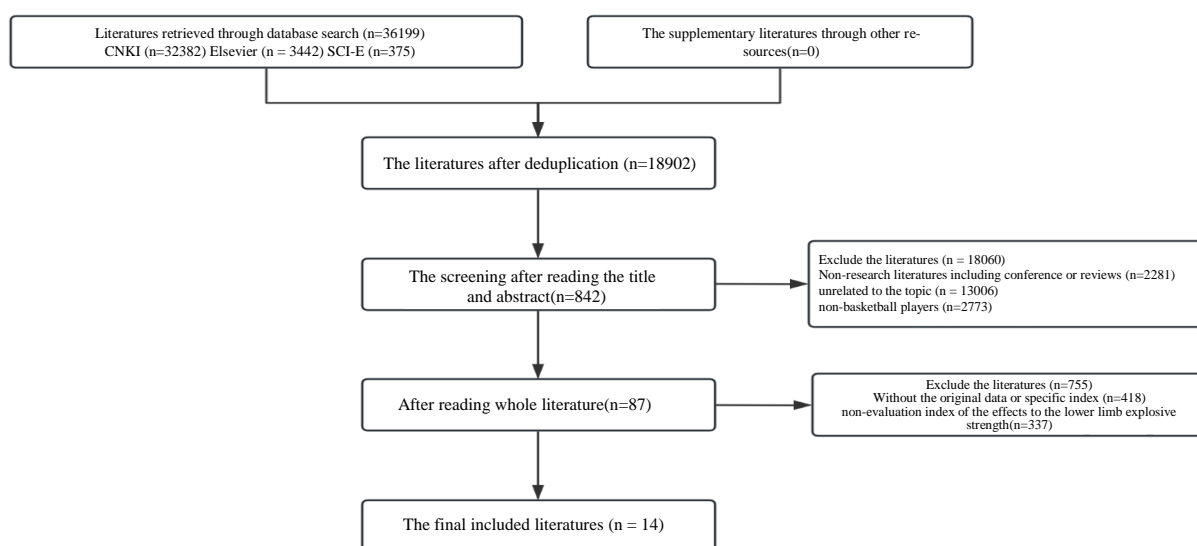 Literatures retrieved through database search (n=36199)
CNKI (n=32382) Elsevier (n = 3442) SCI-E (n=375)
The supplementary literatures through other re-
sources(n=0)
The literatures after deduplication (n=18902)
The screening after reading the title
and abstract(n=842)
Exclude the literatures (n = 18060)
Non-research literatures including conference or reviews (n=2281)
unrelated to the topic (n = 13006)
non-basketball players (n=2773)
After reading whole literature(n=87)
Exclude the literatures (n=755)
Without the original data or specific index (n=418)
non-evaluation index of the effects to the lower limb explosive
strength(n=337)
The final included literatures (n = 14)